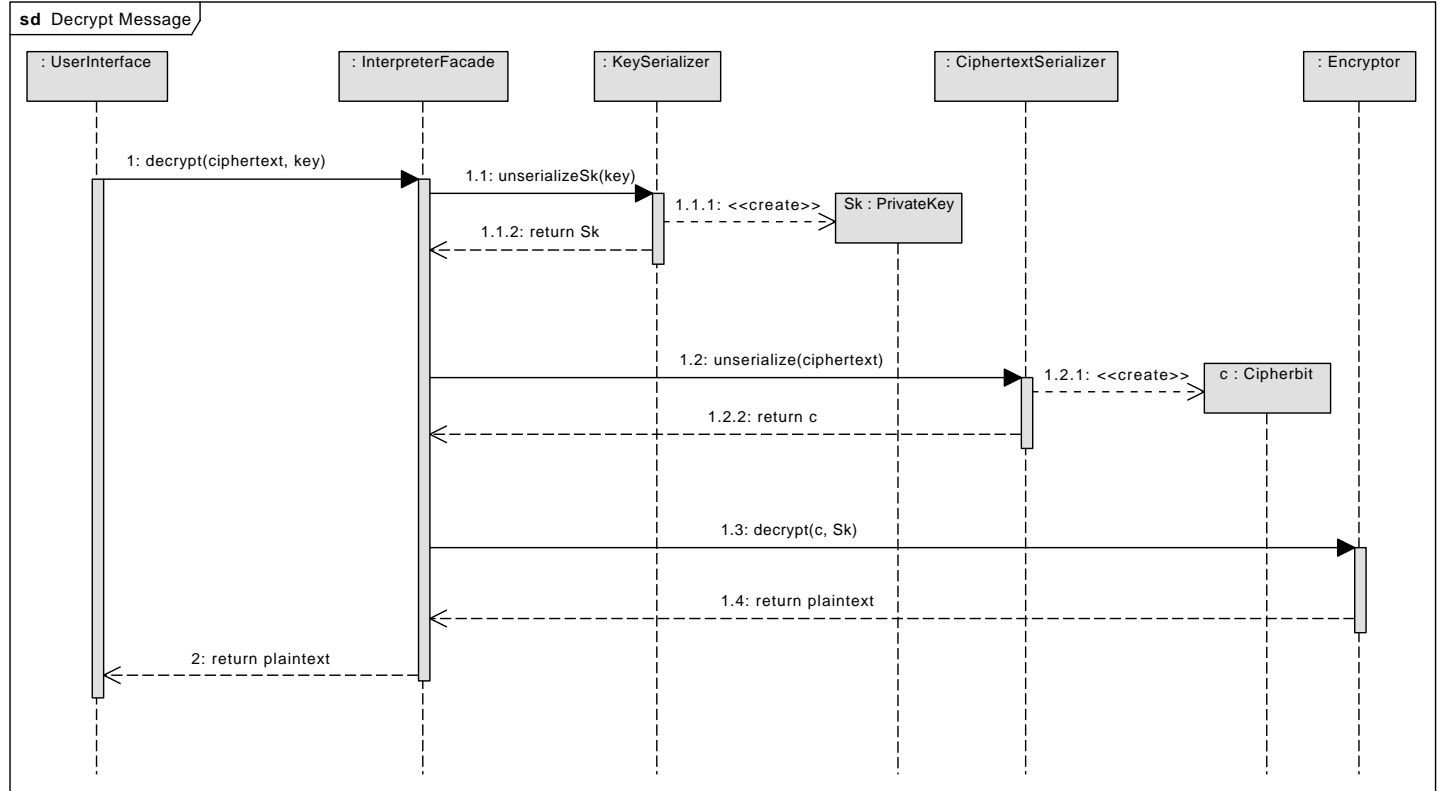 sd Decrypt Message
: UserInterface
: InterpreterFacade
: KeySerializer
: CiphertextSerializer
: Encryptor
1: decrypt(ciphertext, key)
1.1: unserializeSk(key)
1.1.1: <<create>>
Sk : PrivateKey
1.1.2: return Sk
1.2: unserialize(ciphertext)
1.2.1: <<create>>
c : Cipherbit
1.2.2: return c
1.3: decrypt(c, Sk)
1.4: return plaintext
2: return plaintext